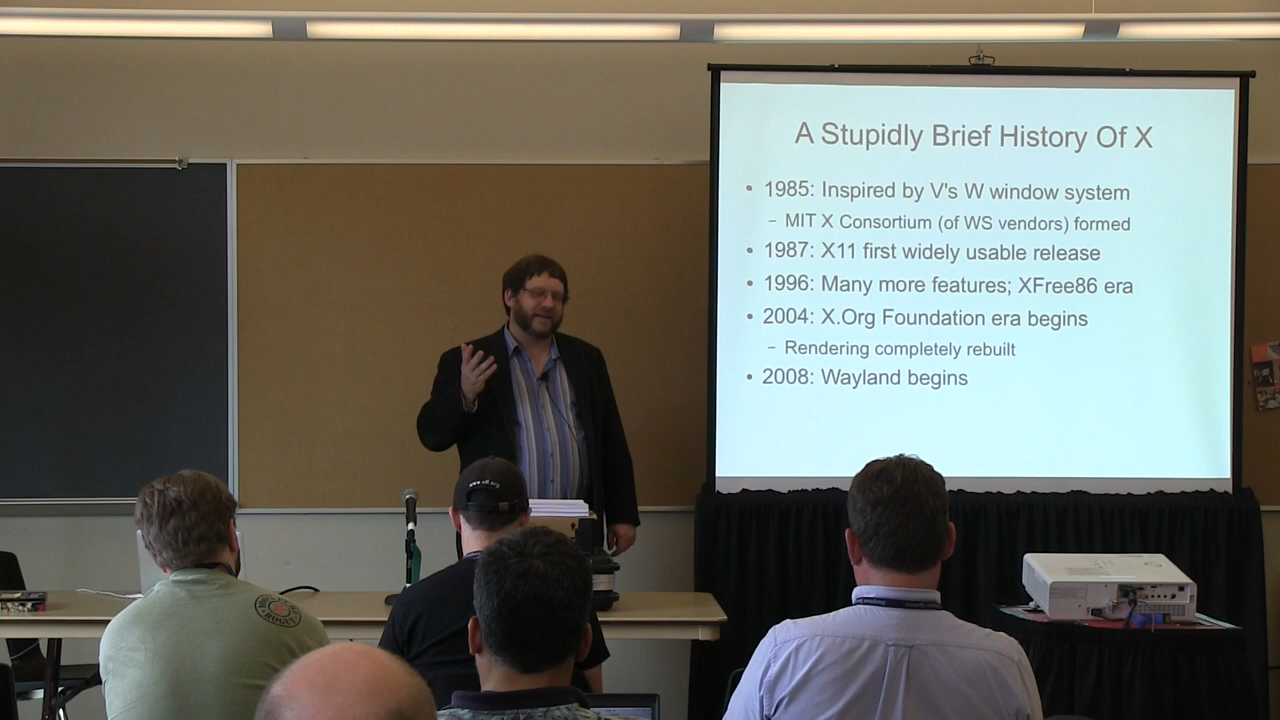 A Stupidly Brief History Of X
• 1985: Inspired by V's W window system
– MIT X Consortium (of WS vendors) formed
• 1987: X11 first widely usable release
• 1996: Many more features; XFree86 era
• 2004: X.Org Foundation era begins
– Rendering completely rebuilt
• 2008: Wayland begins
ROGUE